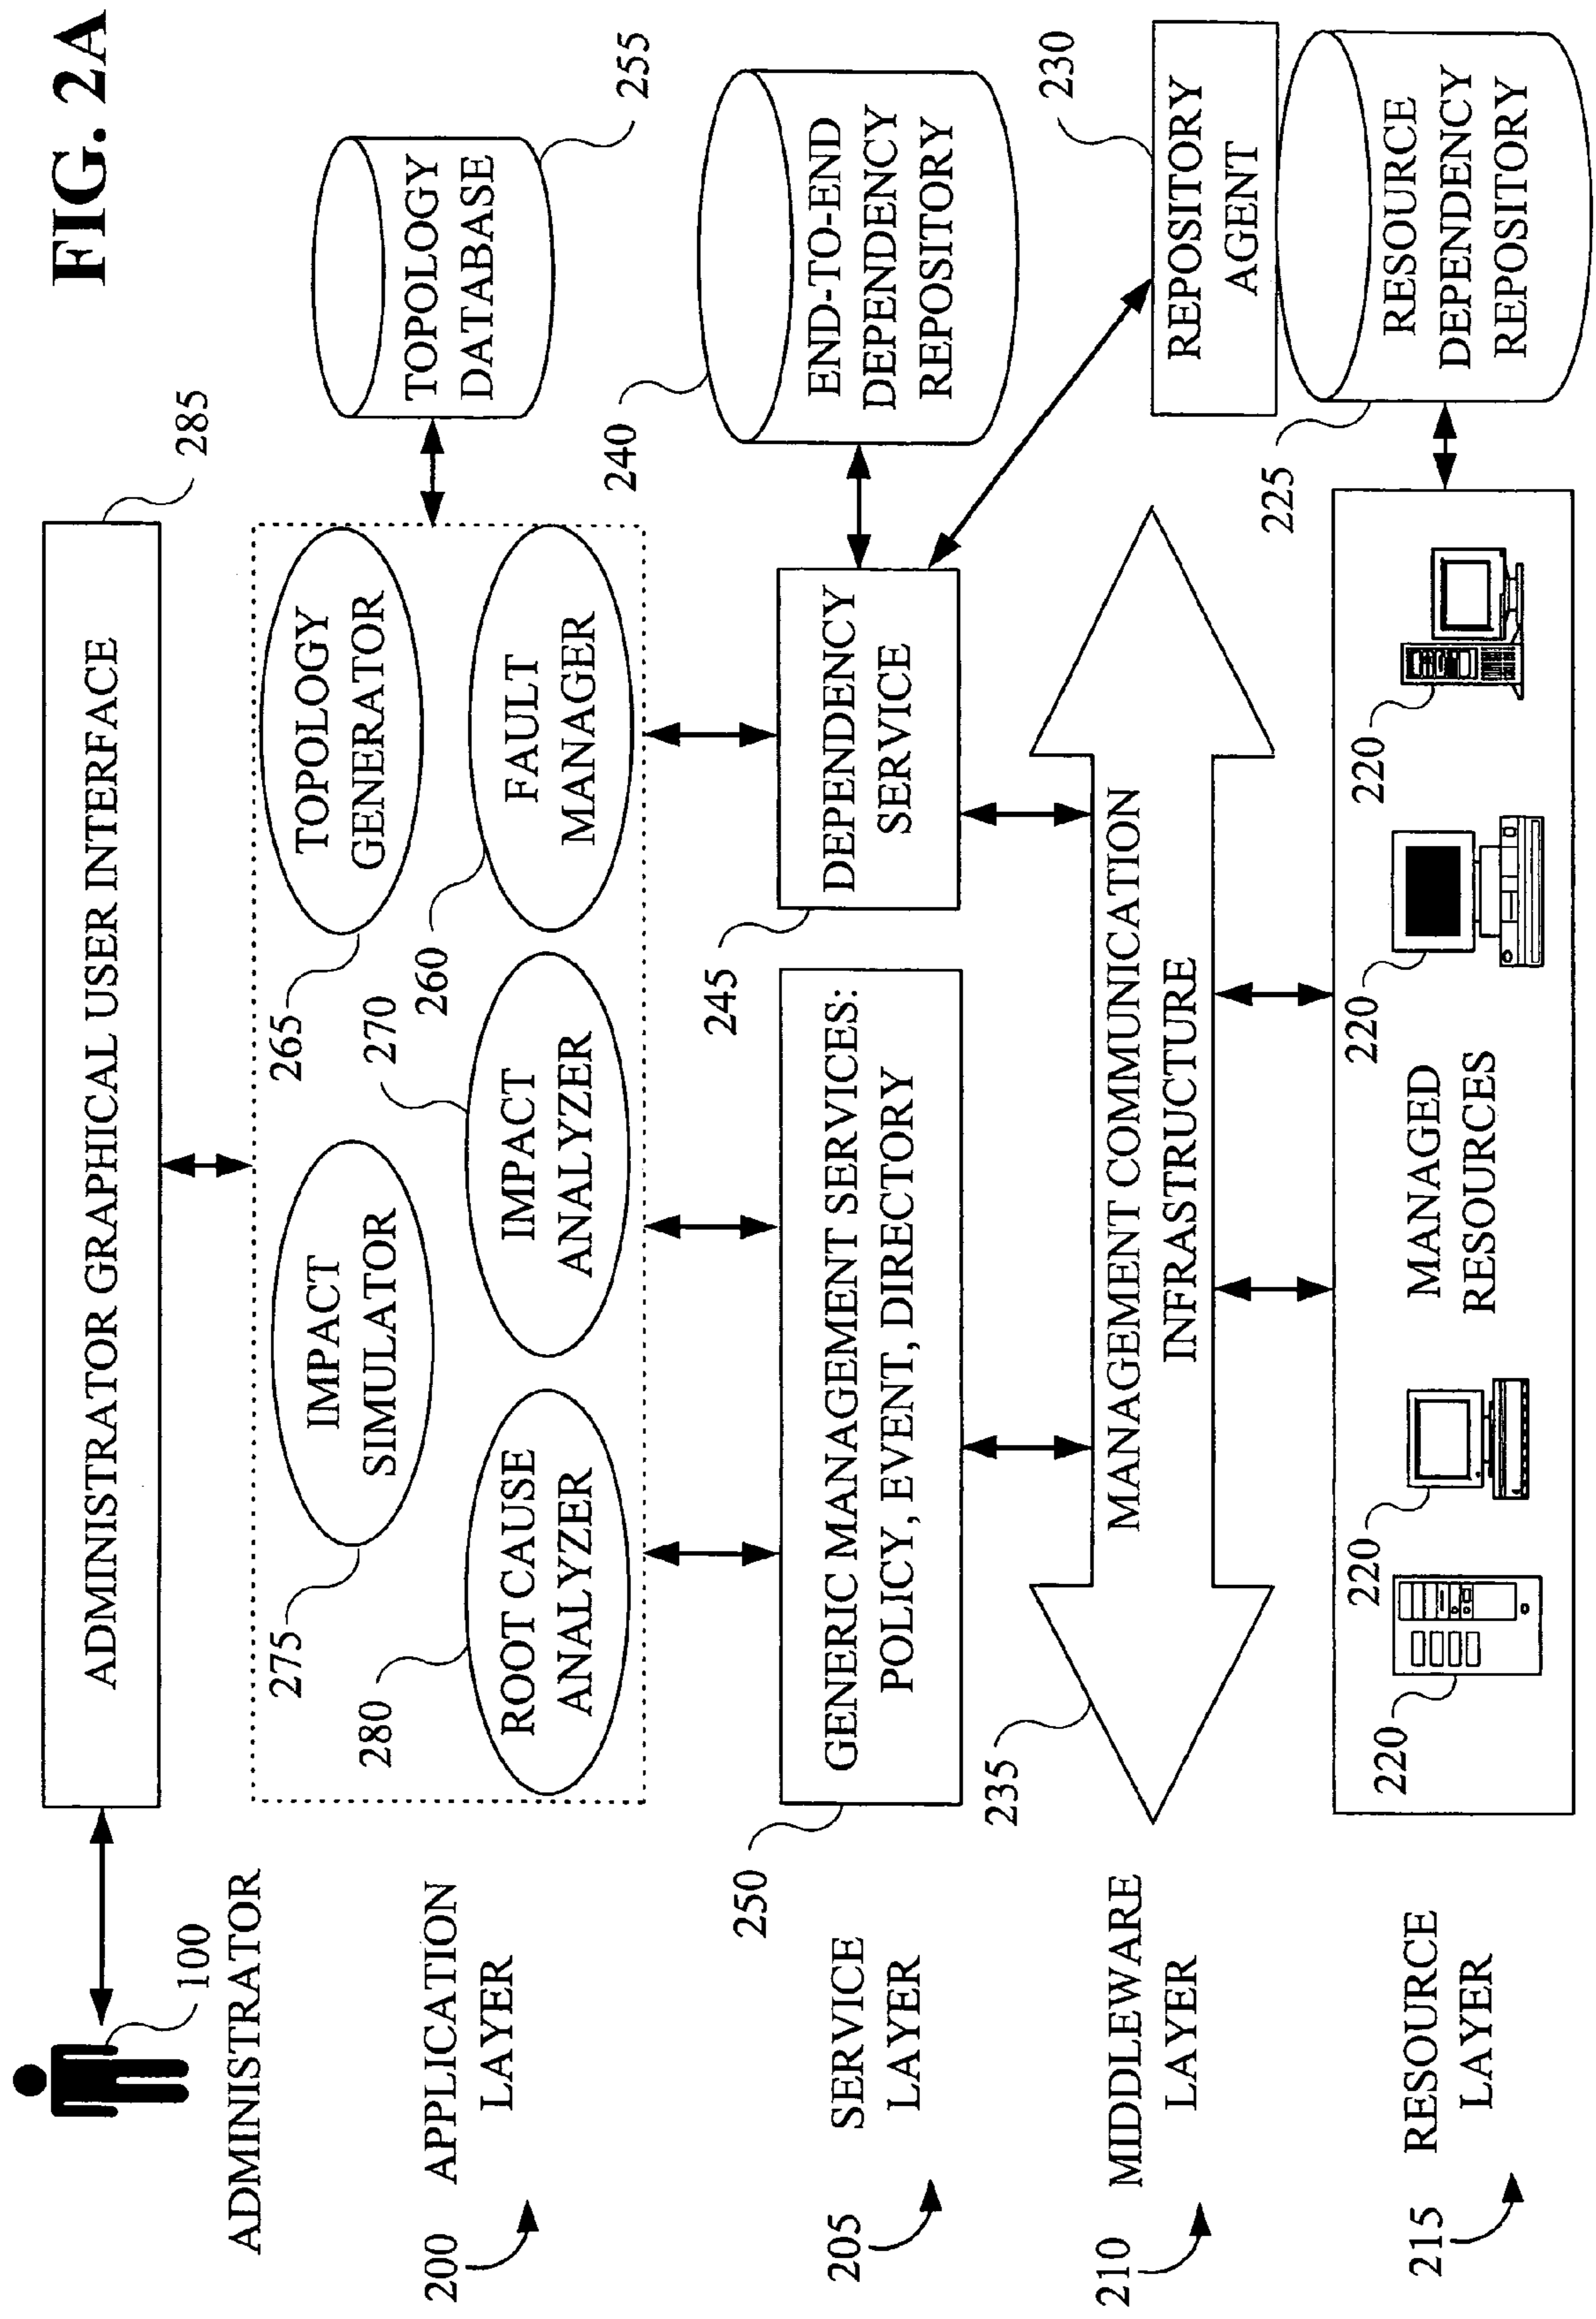 FIG. 2A
100
ADMINISTRATOR
ADMINISTRATOR GRAPHICAL USER INTERFACE
285
200
APPLICATION
LAYER
275
IMPACT
SIMULATOR
265
TOPOLOGY
GENERATOR
280
ROOT CAUSE
ANALYZER
270
IMPACT
ANALYZER
260
FAULT
MANAGER
TOPOLOGY
DATABASE
255
205
SERVICE
LAYER
250
GENERIC MANAGEMENT SERVICES:
POLICY, EVENT, DIRECTORY
245
DEPENDENCY
SERVICE
240
END-TO-END
DEPENDENCY
REPOSITORY
210
MIDDLEWARE
LAYER
235
MANAGEMENT COMMUNICATION
INFRASTRUCTURE
230
REPOSITORY
AGENT
215
RESOURCE
LAYER
220
220
MANAGED
RESOURCES
220
220
225
RESOURCE
DEPENDENCY
REPOSITORY